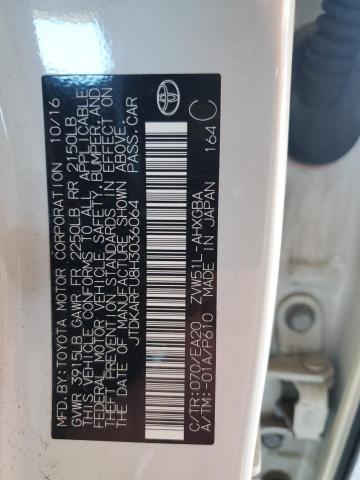 MFD.BY:TOYOTA MOTOR CORPORATION 10/16
GVWR 3915LB GAWR FR 2250LB RR 2150LB
THIS VEHICLE CONFORMS TO ALL APPLICABLE
FEDERAL MOTOR VEHICLE SAFETY, BUMPER, AND
THEFT PREVENTION STANDARDS IN EFFECT ON
THE DATE OF MANUFACTURE SHOWN ABOVE.
JTDKARFU8H3036064 PASS.CAR
C/TR:070/EA20 ZVW51L-AHXGBA
A/TM:-01A/P610 MADE IN JAPAN 164
C